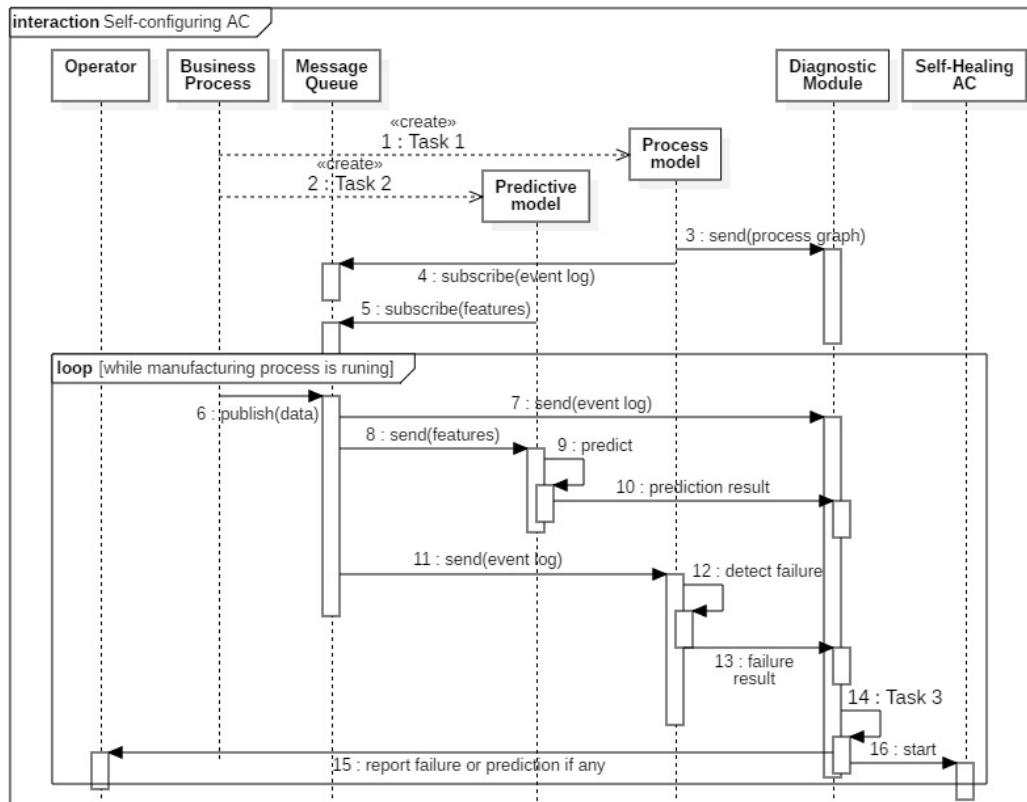 interaction Self-configuring AC
Operator
Business
Process
Message
Queue
Diagnostic
Module
Self-Healing
AC
«create»
1 : Task 1
Process
model
«create»
2 : Task 2
Predictive
model
3 : send(process graph)
4 : subscribe(event log)
5 : subscribe(features)
loop [while manufacturing process is runing]
6 : publish(data)
7 : send(event log)
8 : send(features)
9 : predict
10 : prediction result
11 : send(event log)
12 : detect failure
13 : failure
result
14 : Task 3
15 : report failure or prediction if any
16 : start